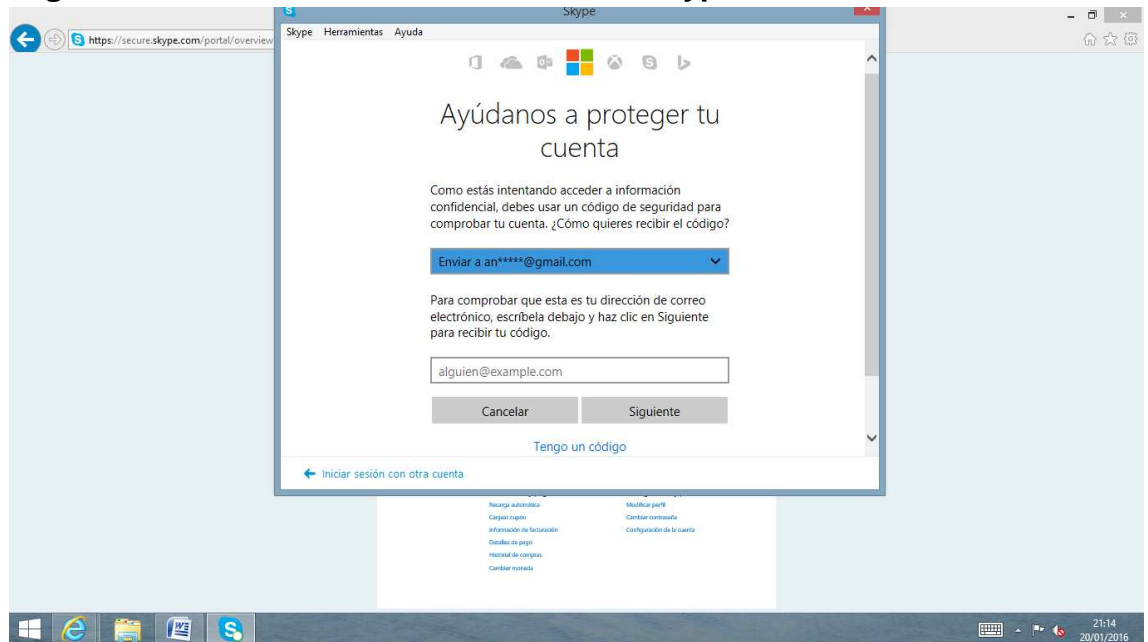 Skype
https://secure.skype.com/portal/overview
Skype Herramientas Ayuda
Ayúdanos a proteger tu
cuenta
Como estás intentando acceder a información
confidencial, debes usar un código de seguridad para
comprobar tu cuenta. ¿Cómo quieres recibir el código?
Enviar a an*****@gmail.com
Para comprobar que esta es tu dirección de correo
electrónico, escríbela debajo y haz clic en Siguiente
para recibir tu código.
alguien@example.com
Cancelar Siguiente
Tengo un código
Iniciar sesión con otra cuenta
Recarga automática Modificar perfil
Canjear cupón Cambiar contraseña
Información de facturación Configuración de la cuenta
Detalles de pago
Historial de compras
Cambiar moneda
21:14
20/01/2016